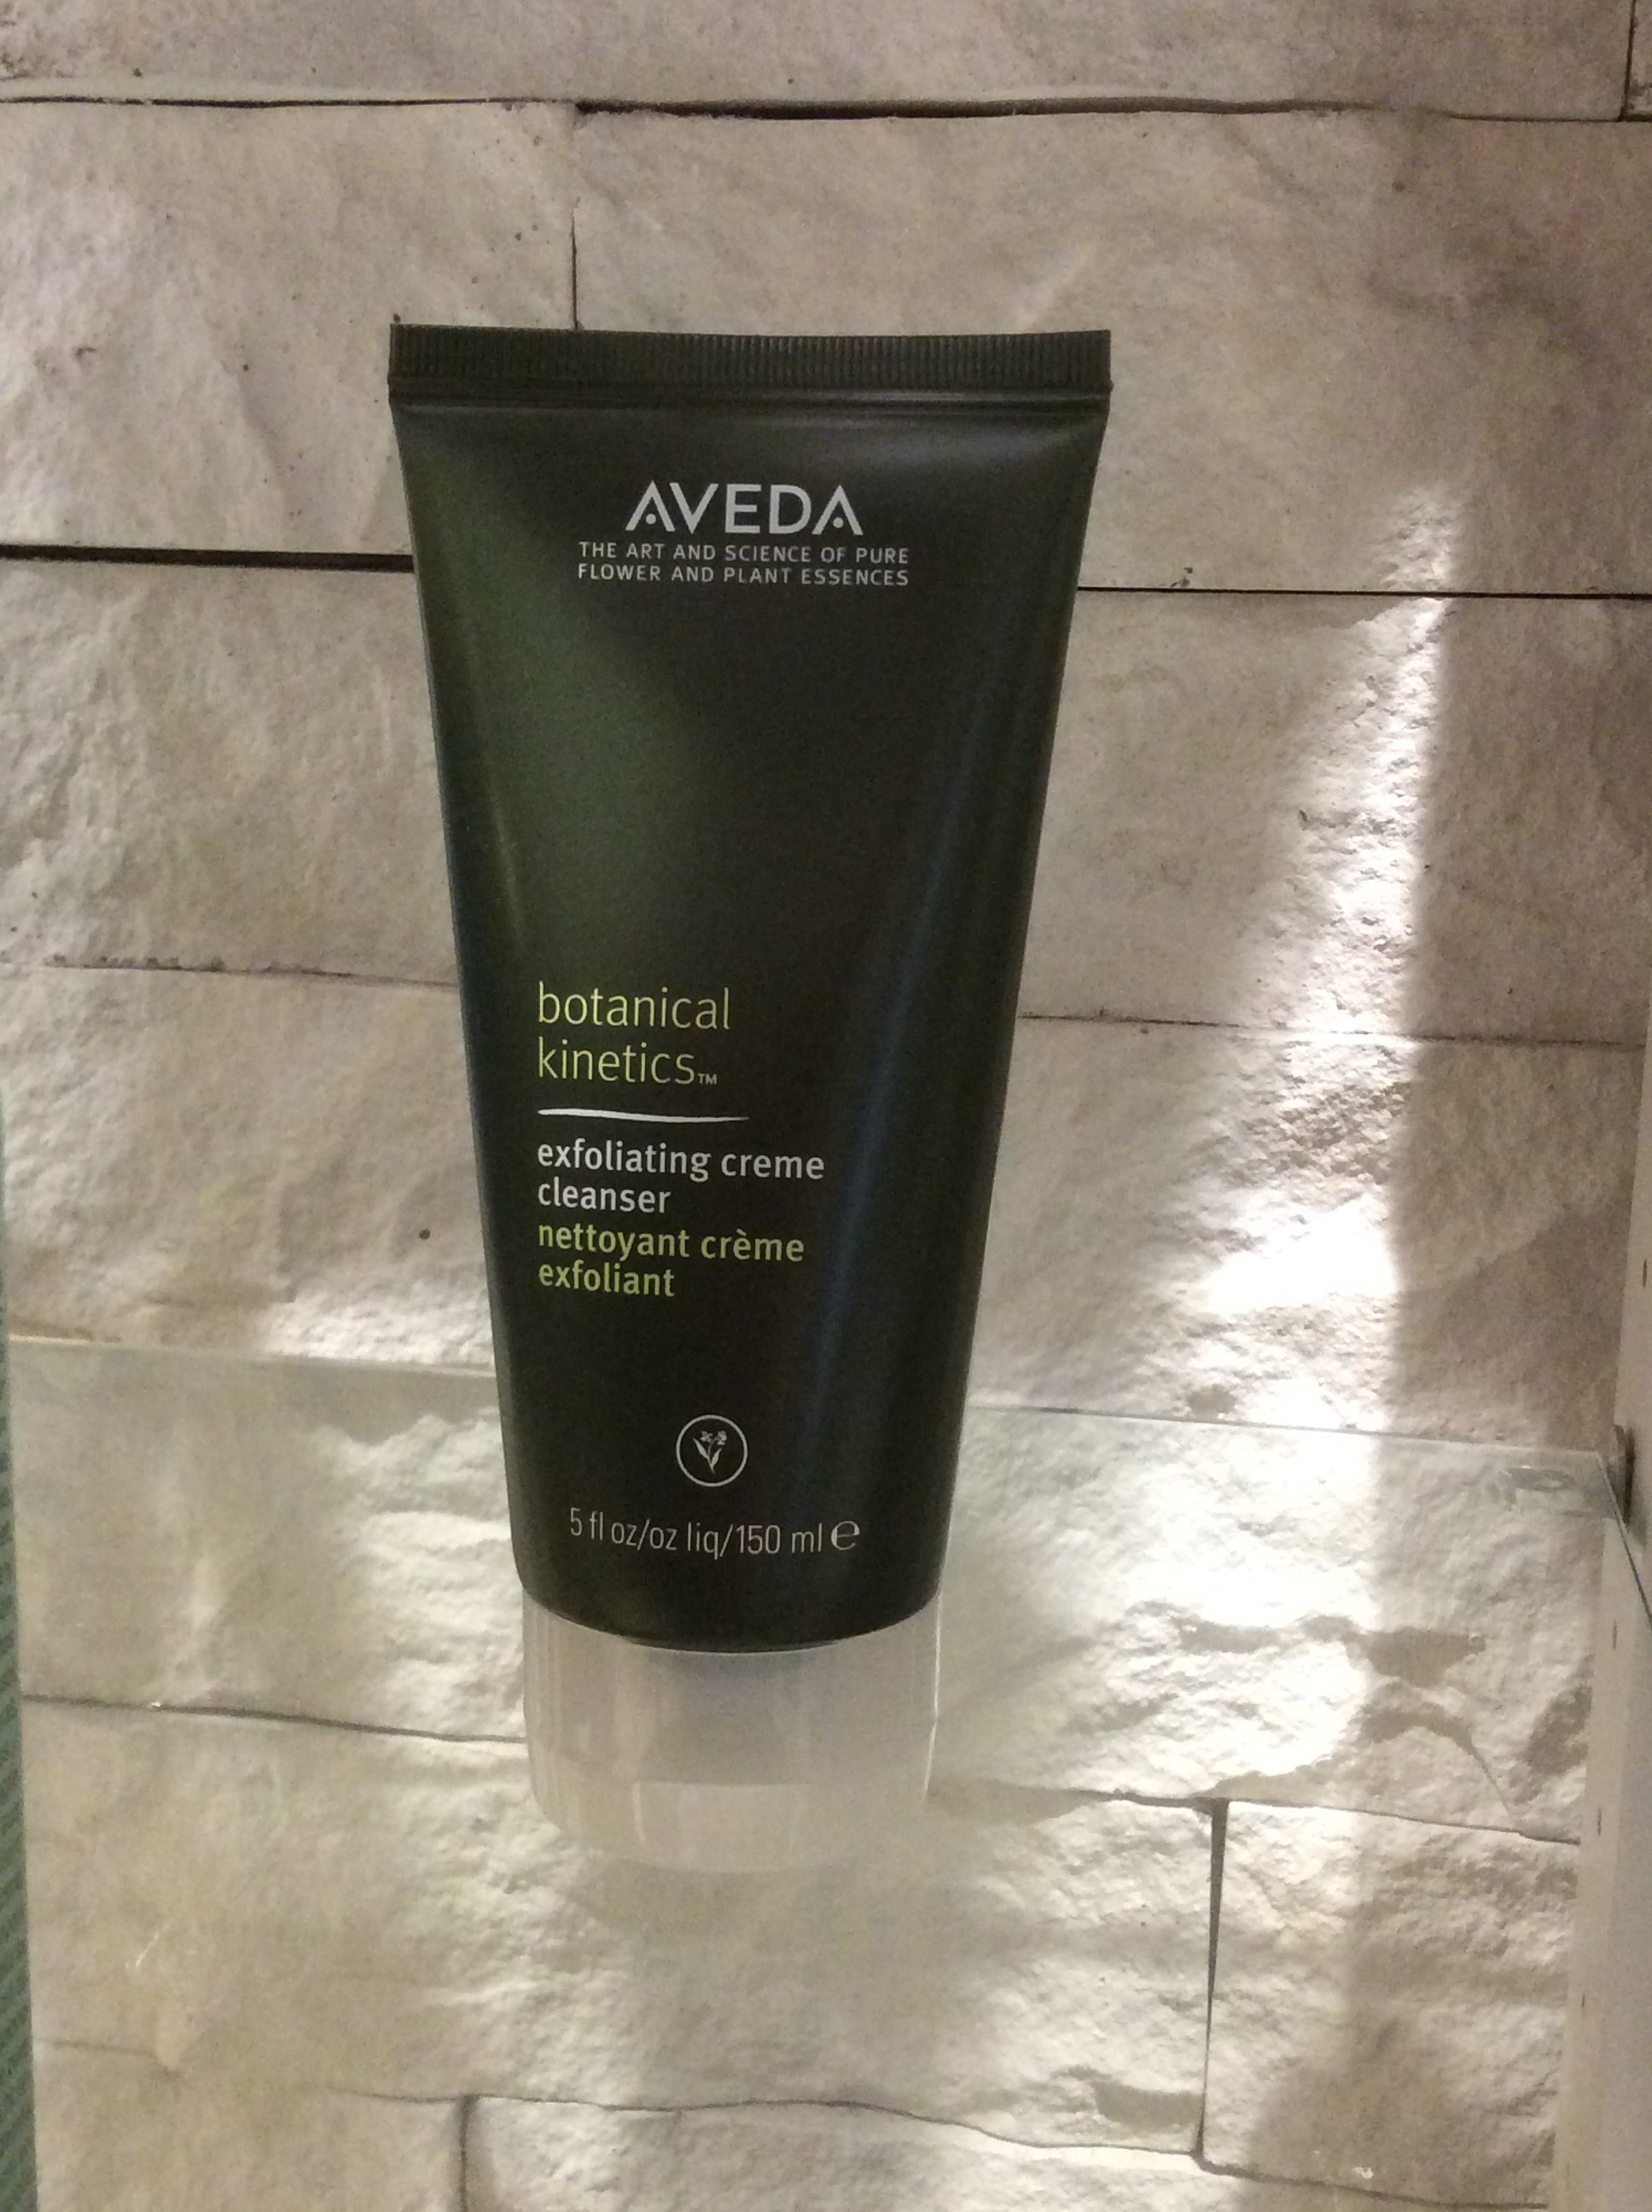 AVEDA
THE ART AND SCIENCE OF PURE
FLOWER AND PLANT ESSENCES
botanical
kinetics™
exfoliating creme
cleanser
nettoyant crème
exfoliant
5 fl oz/oz liq/150 ml ℮